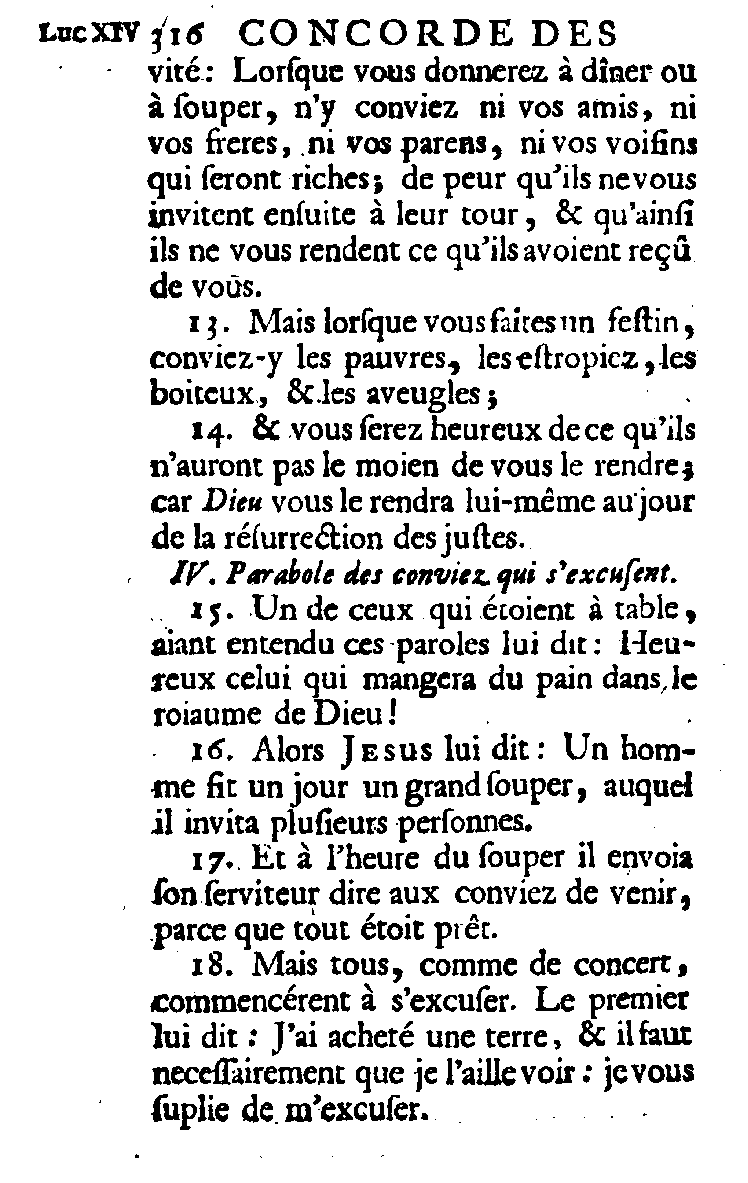 Luc XIV 316 CONCORDE DES
vité: Lorſque vous donnerez à dîner ou
à ſouper, n'y conviez ni vos amis, ni
vos freres, ni vos parens, ni vos voiſins
qui ſeront riches; de peur qu'ils ne vous
invitent enſuite à leur tour, & qu'ainſi
ils ne vous rendent ce qu'ils avoient reçû
de vous.
13. Mais lorſque vous faites un feſtin,
conviez-y les pauvres, les eſtropiez, les
boiteux, & les aveugles;
14. & vous ſerez heureux de ce qu'ils
n'auront pas le moien de vous le rendre;
car Dieu vous le rendra lui-même au jour
de la réſurrection des juſtes.
IV. Parabole des conviez qui s'excuſent.
15. Un de ceux qui étoient à table,
aiant entendu ces paroles lui dit: Heu-
reux celui qui mangera du pain dans le
roiaume de Dieu!
16. Alors JESUS lui dit: Un hom-
me fit un jour un grand ſouper, auquel
il invita pluſieurs perſonnes.
17. Et à l'heure du ſouper il envoia
ſon ſerviteur dire aux conviez de venir,
parce que tout étoit prêt.
18. Mais tous, comme de concert,
commencérent à s'excuſer. Le premier
lui dit: J'ai acheté une terre, & il faut
neceſſairement que je l'aille voir: je vous
ſuplie de m'excuſer.